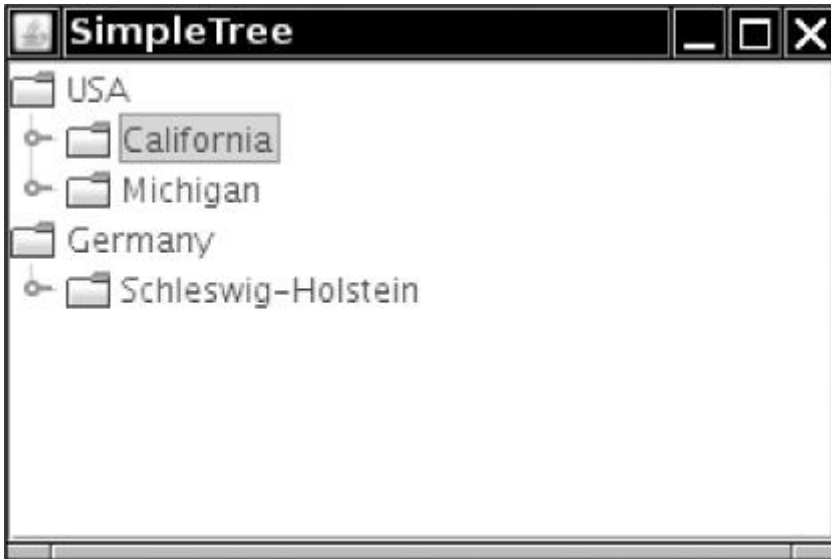 SimpleTree
USA
California
Michigan
Germany
Schleswig-Holstein